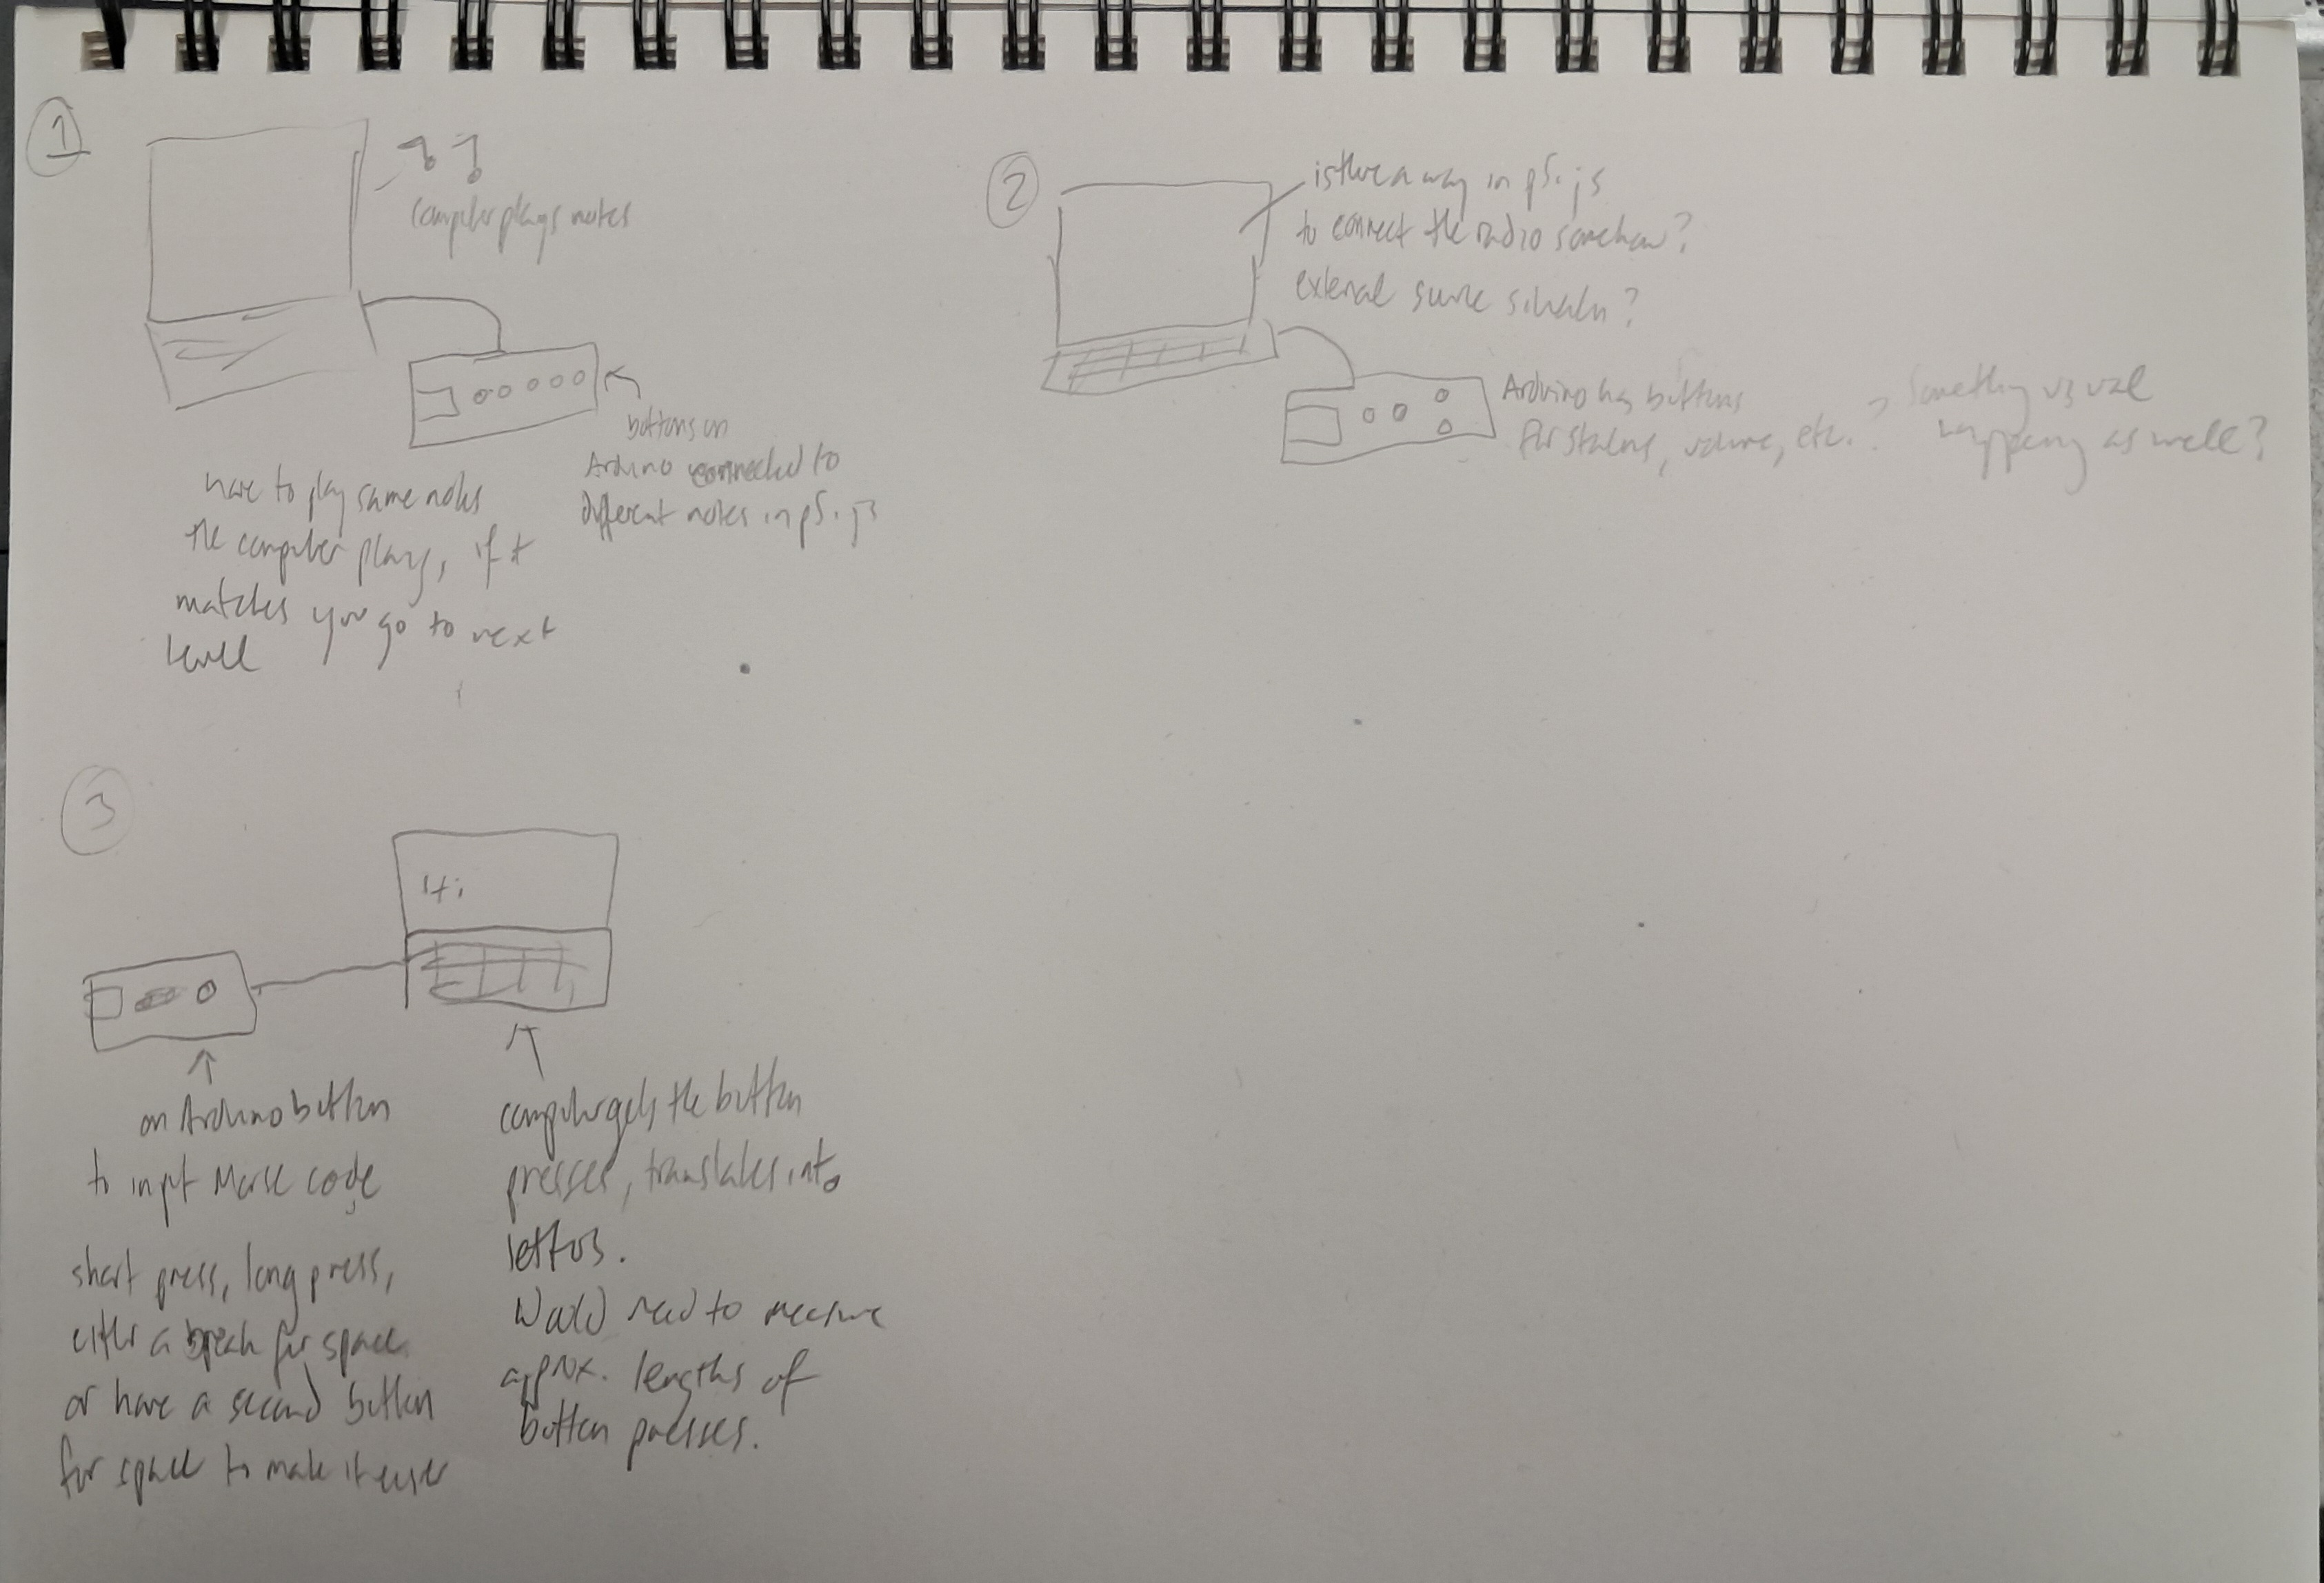 1
computer plays notes
buttons on
Arduino connected to
different notes in p5.js
have to play same notes
the computer plays, if it
matches you go to next
level
2
is there a way in p5.js
to connect the radio somehow?
external
Arduino has buttons
for stations, volume, etc.
Something visual
happening as well?
3
Hi
on Arduino button
to input Morse code
short press, long press,
either a break for space
or have a second button
for space to make it easier
computer gets the button
presses, translates into
letters.
Would need to measure
approx. lengths of
button presses.